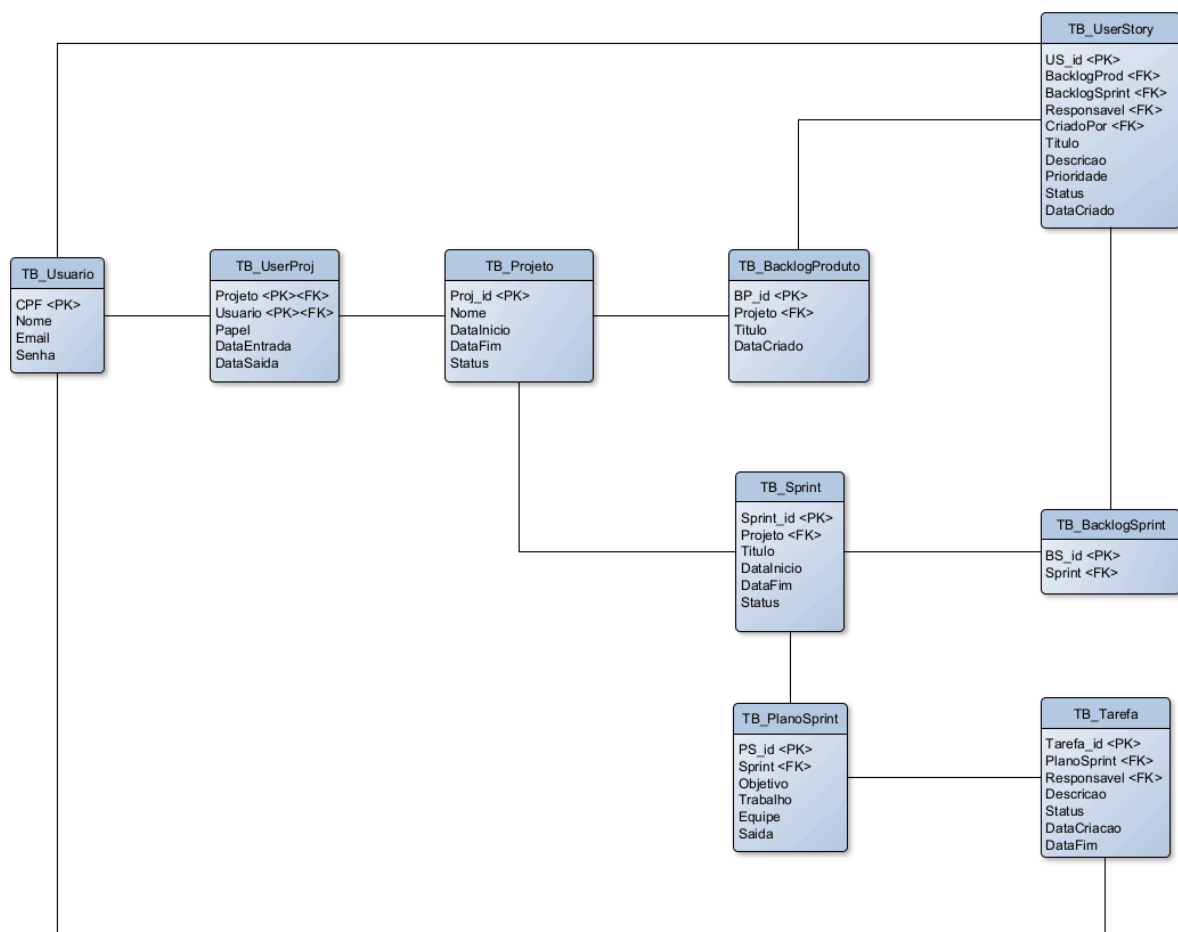 TB_UserStory
US_id <PK>
BacklogProd <FK>
BacklogSprint <FK>
Responsavel <FK>
CriadoPor <FK>
Titulo
Descricao
Prioridade
Status
DataCriado
TB_Usuario
CPF <PK>
Nome
Email
Senha
TB_UserProj
Projeto <PK><FK>
Usuario <PK><FK>
Papel
DataEntrada
DataSaida
TB_Projeto
Proj_id <PK>
Nome
DataInicio
DataFim
Status
TB_BacklogProduto
BP_id <PK>
Projeto <FK>
Titulo
DataCriado
TB_Sprint
Sprint_id <PK>
Projeto <FK>
Titulo
DataInicio
DataFim
Status
TB_BacklogSprint
BS_id <PK>
Sprint <FK>
TB_PlanoSprint
PS_id <PK>
Sprint <FK>
Objetivo
Trabalho
Equipe
Saida
TB_Tarefa
Tarefa_id <PK>
PlanoSprint <FK>
Responsavel <FK>
Descricao
Status
DataCriacao
DataFim